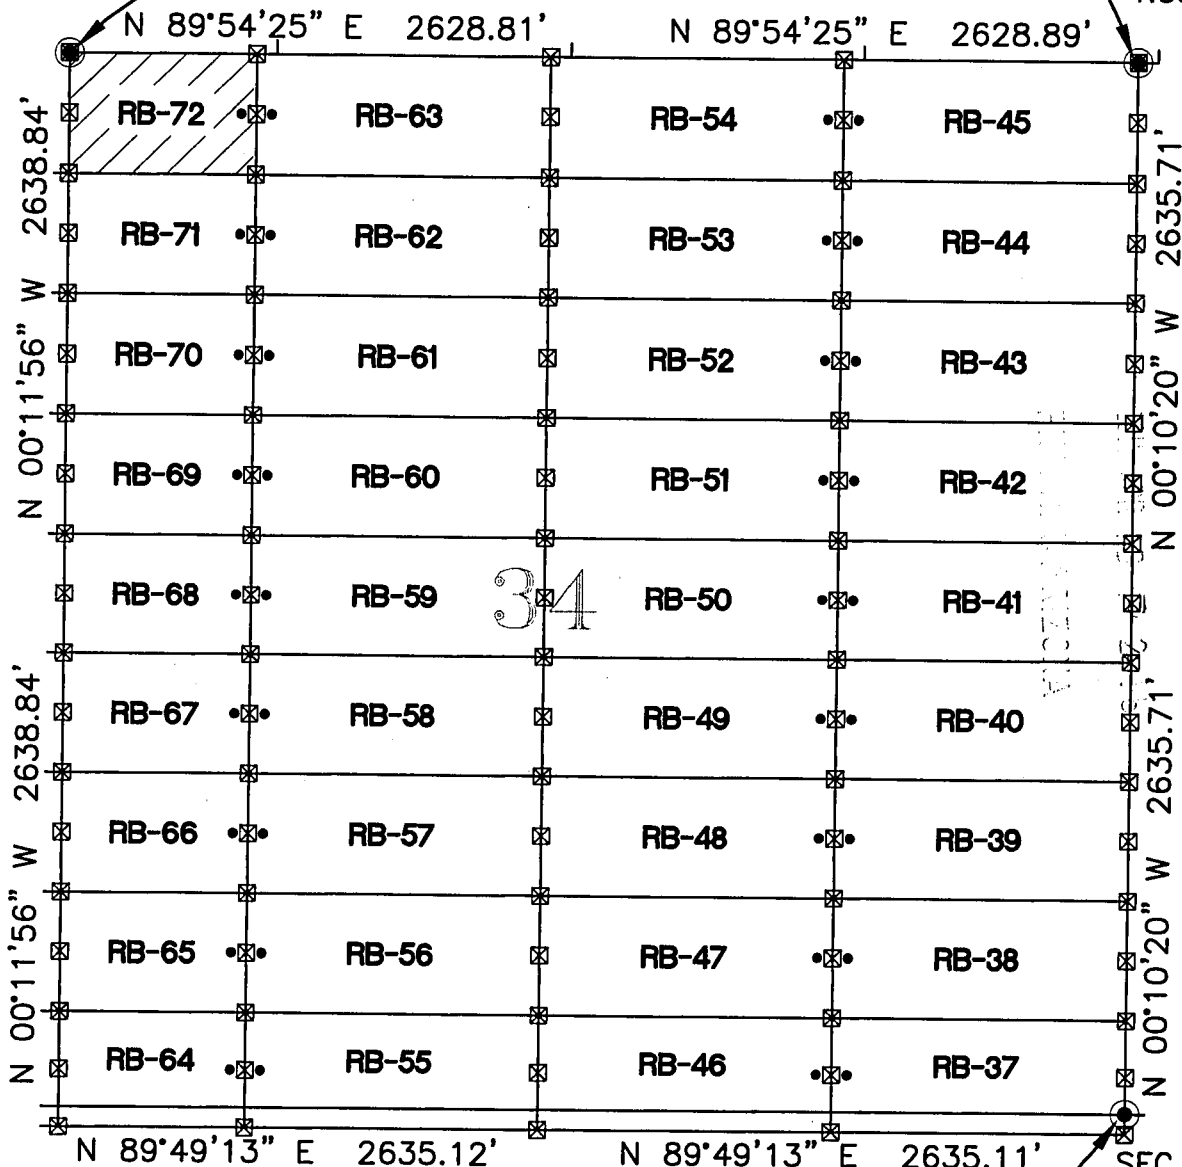 N 89°54'25" E 2628.81' N 89°54'25" E 2628.89'
RB-72 RB-63 RB-54 RB-45
RB-71 RB-62 RB-53 RB-44
RB-70 RB-61 RB-52 RB-43
RB-69 RB-60 RB-51 RB-42
RB-68 RB-59 34 RB-50 RB-41
RB-67 RB-58 RB-49 RB-40
RB-66 RB-57 RB-48 RB-39
RB-65 RB-56 RB-47 RB-38
RB-64 RB-55 RB-46 RB-37
N 00°11'56" W 2638.84'
N 00°11'56" W 2638.84'
N 00°10'20" W 2635.71'
N 00°10'20" W 2635.71'
N 89°49'13" E 2635.12' N 89°49'13" E 2635.11'
SEC